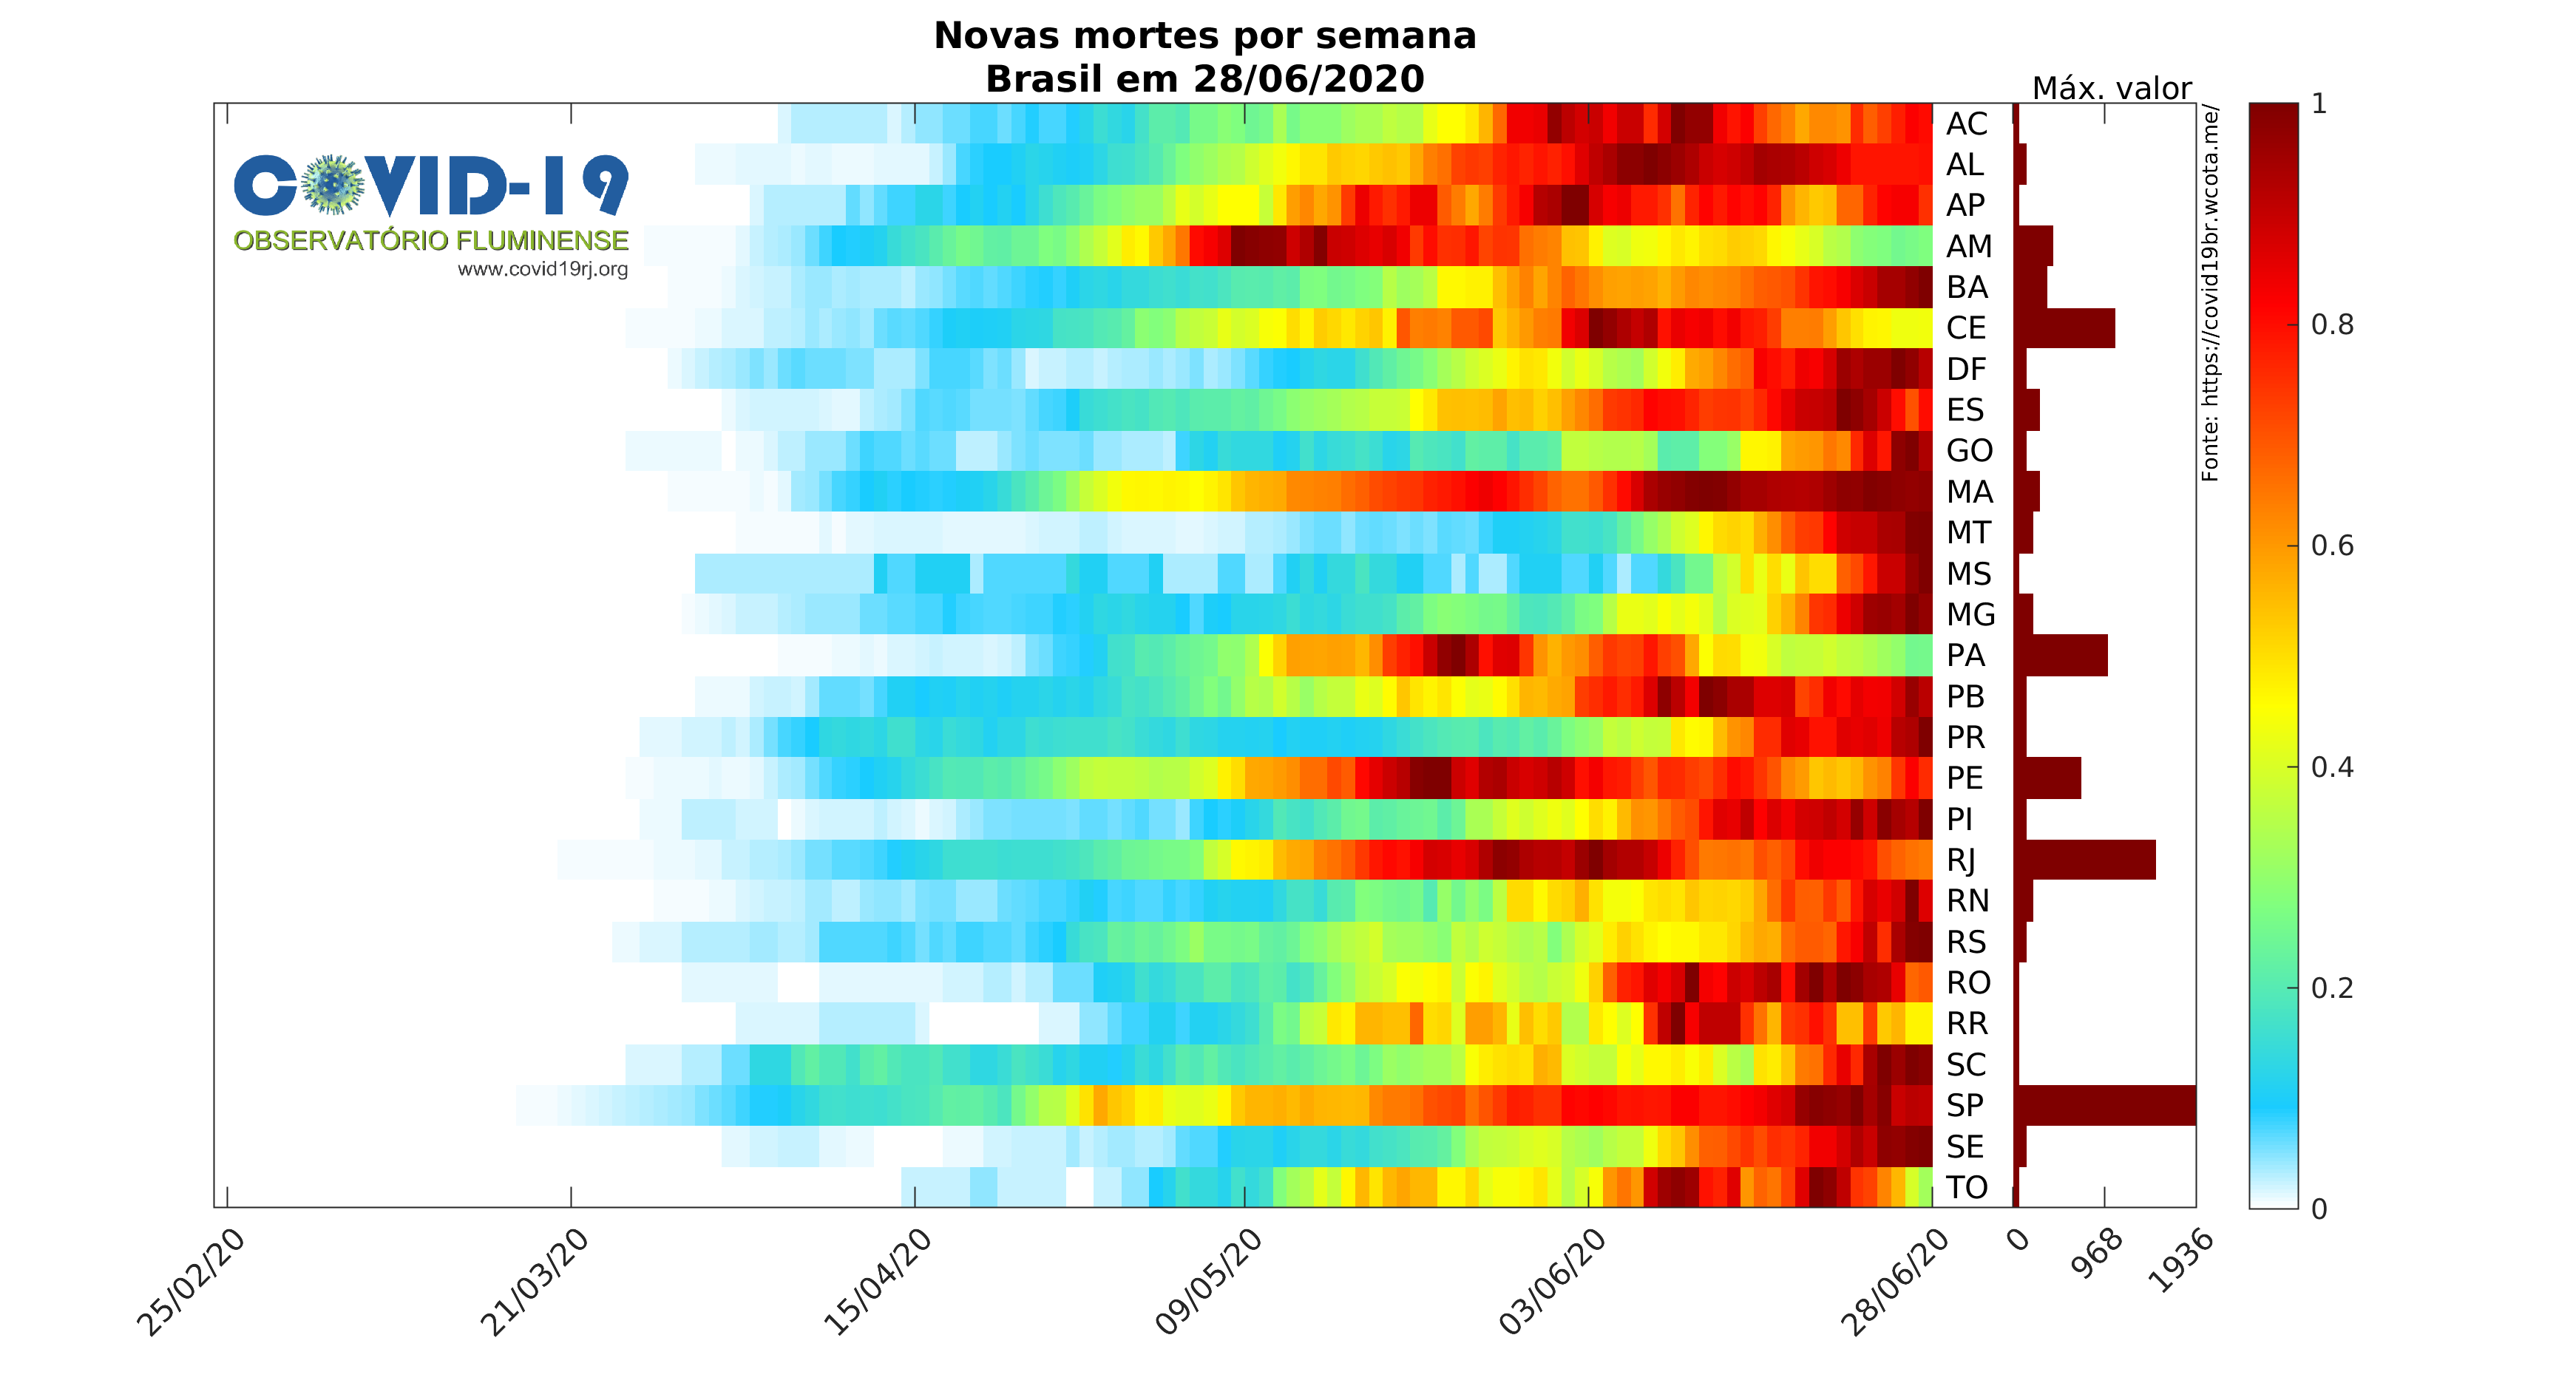 Novas mortes por semana
Brasil em 28/06/2020
Máx. valor
COVID-19
OBSERVATÓRIO FLUMINENSE
www.covid19rj.org
AC
AL
AP
AM
BA
CE
DF
ES
GO
MA
MT
MS
MG
PA
PB
PR
PE
PI
RJ
RN
RS
RO
RR
SC
SP
SE
TO
Fonte: https://covid19br.wcota.me/
1
0.8
0.6
0.4
0.2
0
25/02/20
21/03/20
15/04/20
09/05/20
03/06/20
28/06/20
0
968
1936